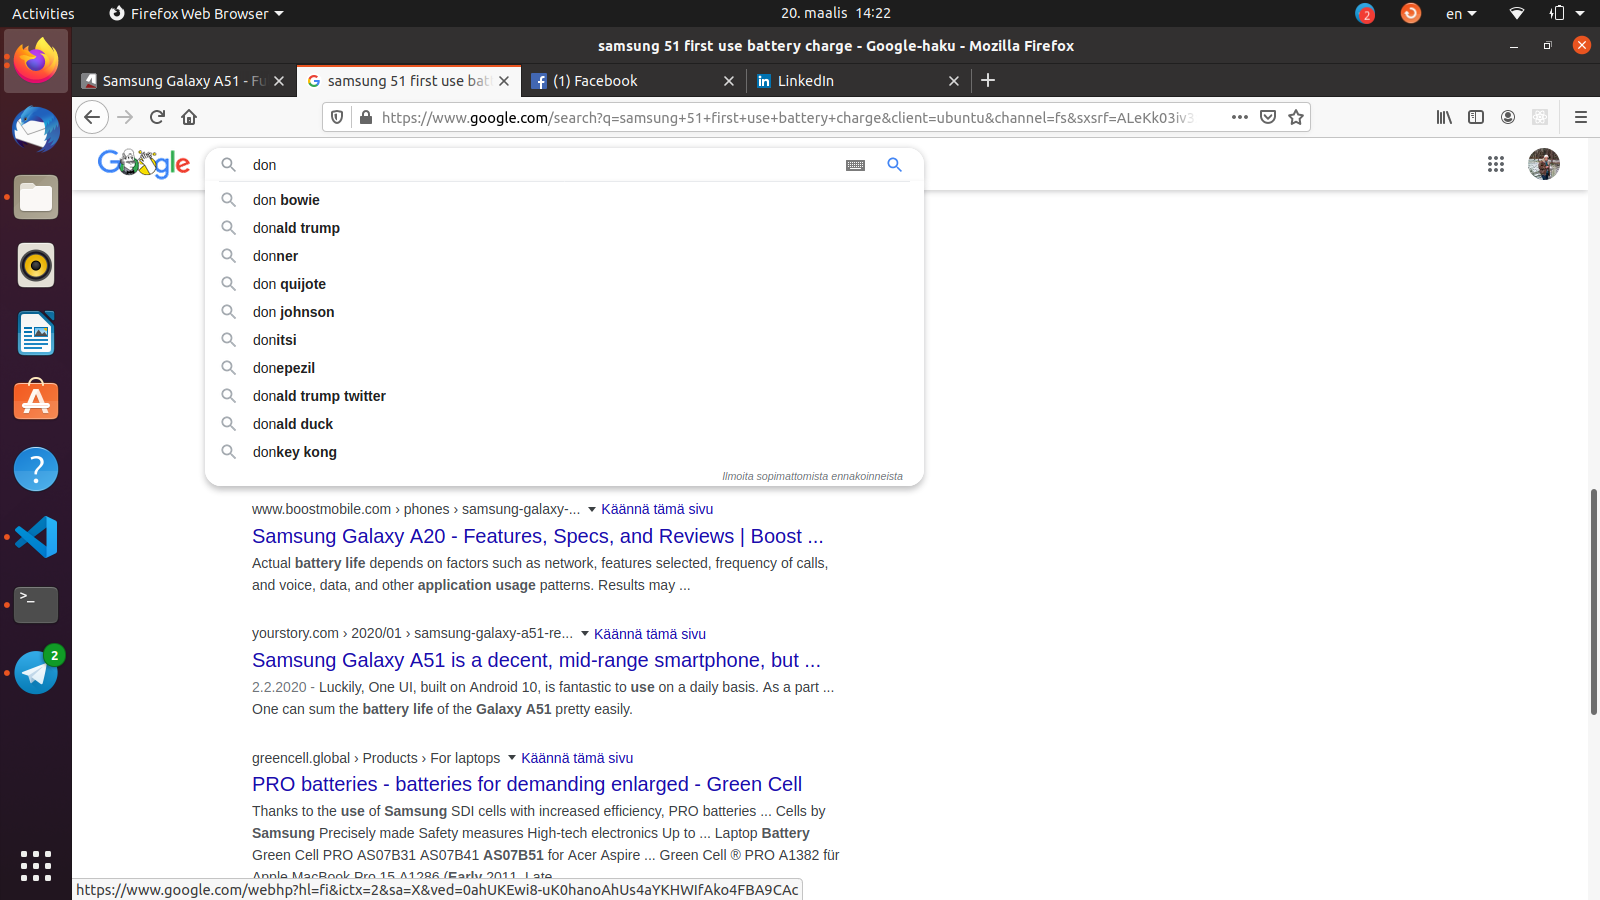 Activities
Firefox Web Browser
20. maalis 14:22
2
en
samsung 51 first use battery charge - Google-haku - Mozilla Firefox
Samsung Galaxy A51 - Fu
samsung 51 first use bat
(1) Facebook
LinkedIn
https://www.google.com/search?q=samsung+51+first+use+battery+charge&client=ubuntu&channel=fs&sxsrf=ALeKk03iv3
Google
don
don bowie
donald trump
donner
don quijote
don johnson
donitsi
donepezil
donald trump twitter
donald duck
donkey kong
Ilmoita sopimattomista ennakoinneista
www.boostmobile.com › phones › samsung-galaxy-... Käännä tämä sivu
Samsung Galaxy A20 - Features, Specs, and Reviews | Boost ...
Actual battery life depends on factors such as network, features selected, frequency of calls,
and voice, data, and other application usage patterns. Results may ...
yourstory.com › 2020/01 › samsung-galaxy-a51-re... Käännä tämä sivu
Samsung Galaxy A51 is a decent, mid-range smartphone, but ...
2.2.2020 - Luckily, One UI, built on Android 10, is fantastic to use on a daily basis. As a part ...
One can sum the battery life of the Galaxy A51 pretty easily.
greencell.global › Products › For laptops Käännä tämä sivu
PRO batteries - batteries for demanding enlarged - Green Cell
Thanks to the use of Samsung SDI cells with increased efficiency, PRO batteries ... Cells by
Samsung Precisely made Safety measures High-tech electronics Up to ... Laptop Battery
Green Cell PRO AS07B31 AS07B41 AS07B51 for Acer Aspire ... Green Cell ® PRO A1382 für
Apple MacBook Pro 15 A1286 (Early 2011, Late
https://www.google.com/webhp?hl=fi&ictx=2&sa=X&ved=0ahUKEwi8-uK0hanoAhUs4aYKHWIfAko4FBA9CAc
2